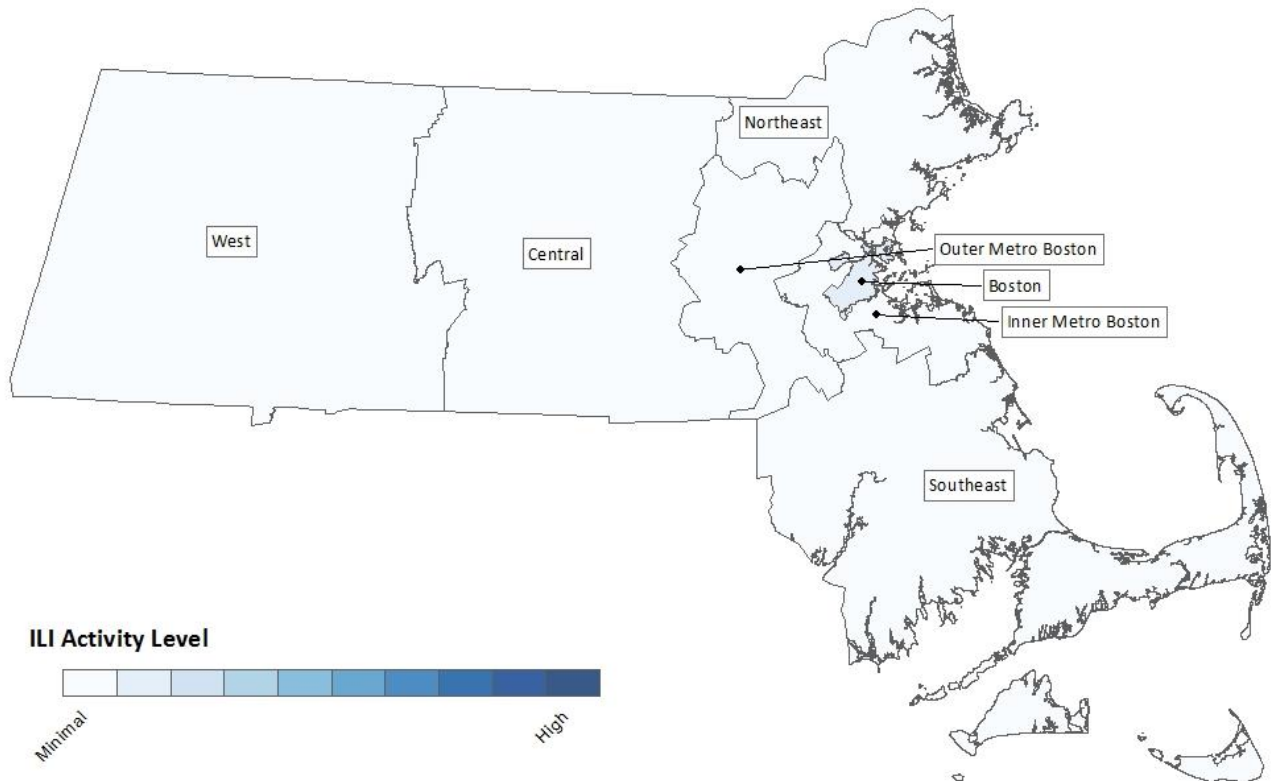 Northeast
West
Central
Outer Metro Boston
Boston
Inner Metro Boston
Southeast
ILI Activity Level
Minimal
High